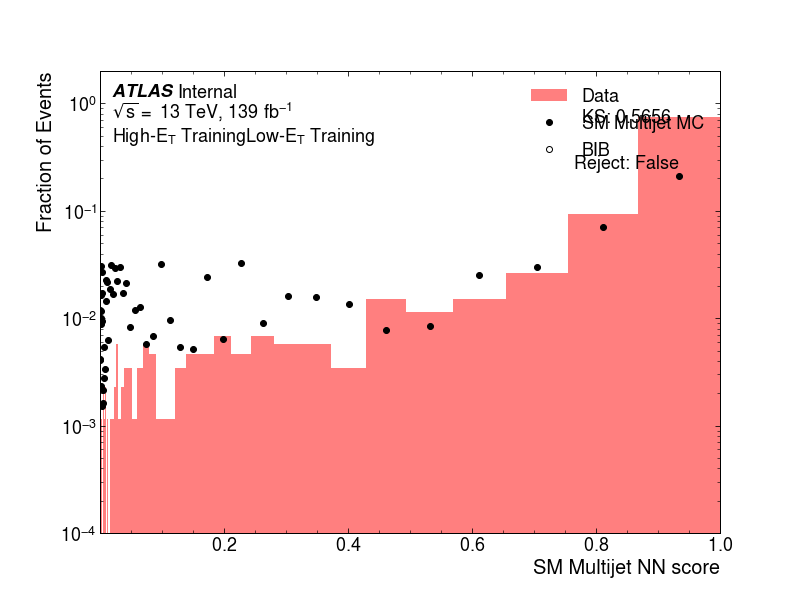 ATLAS Internal
√s = 13 TeV, 139 fb⁻¹
High-E_T TrainingLow-E_T Training
Data
KS: 0.5656
SM Multijet MC
BIB
Reject: False
Fraction of Events
10⁰
10⁻¹
10⁻²
10⁻³
10⁻⁴
0.2 0.4 0.6 0.8 1.0
SM Multijet NN score